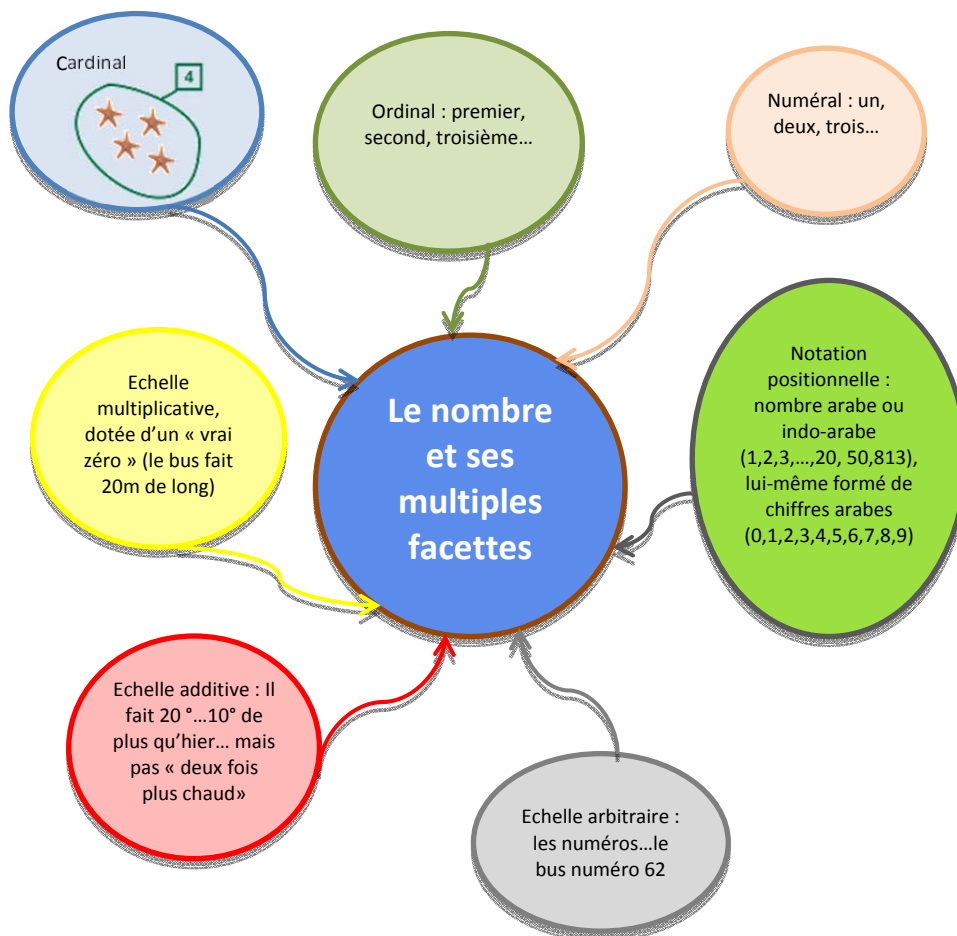 Cardinal
4
Ordinal : premier,
second, troisième…
Numéral : un,
deux, trois…
Echelle
multiplicative,
dotée d’un « vrai
zéro » (le bus fait
20m de long)
Le nombre
et ses
multiples
facettes
Notation
positionnelle :
nombre arabe ou
indo-arabe
(1,2,3,…,20, 50,813),
lui-même formé de
chiffres arabes
(0,1,2,3,4,5,6,7,8,9)
Echelle additive : Il
fait 20 °…10° de
plus qu’hier… mais
pas « deux fois
plus chaud»
Echelle arbitraire :
les numéros…le
bus numéro 62